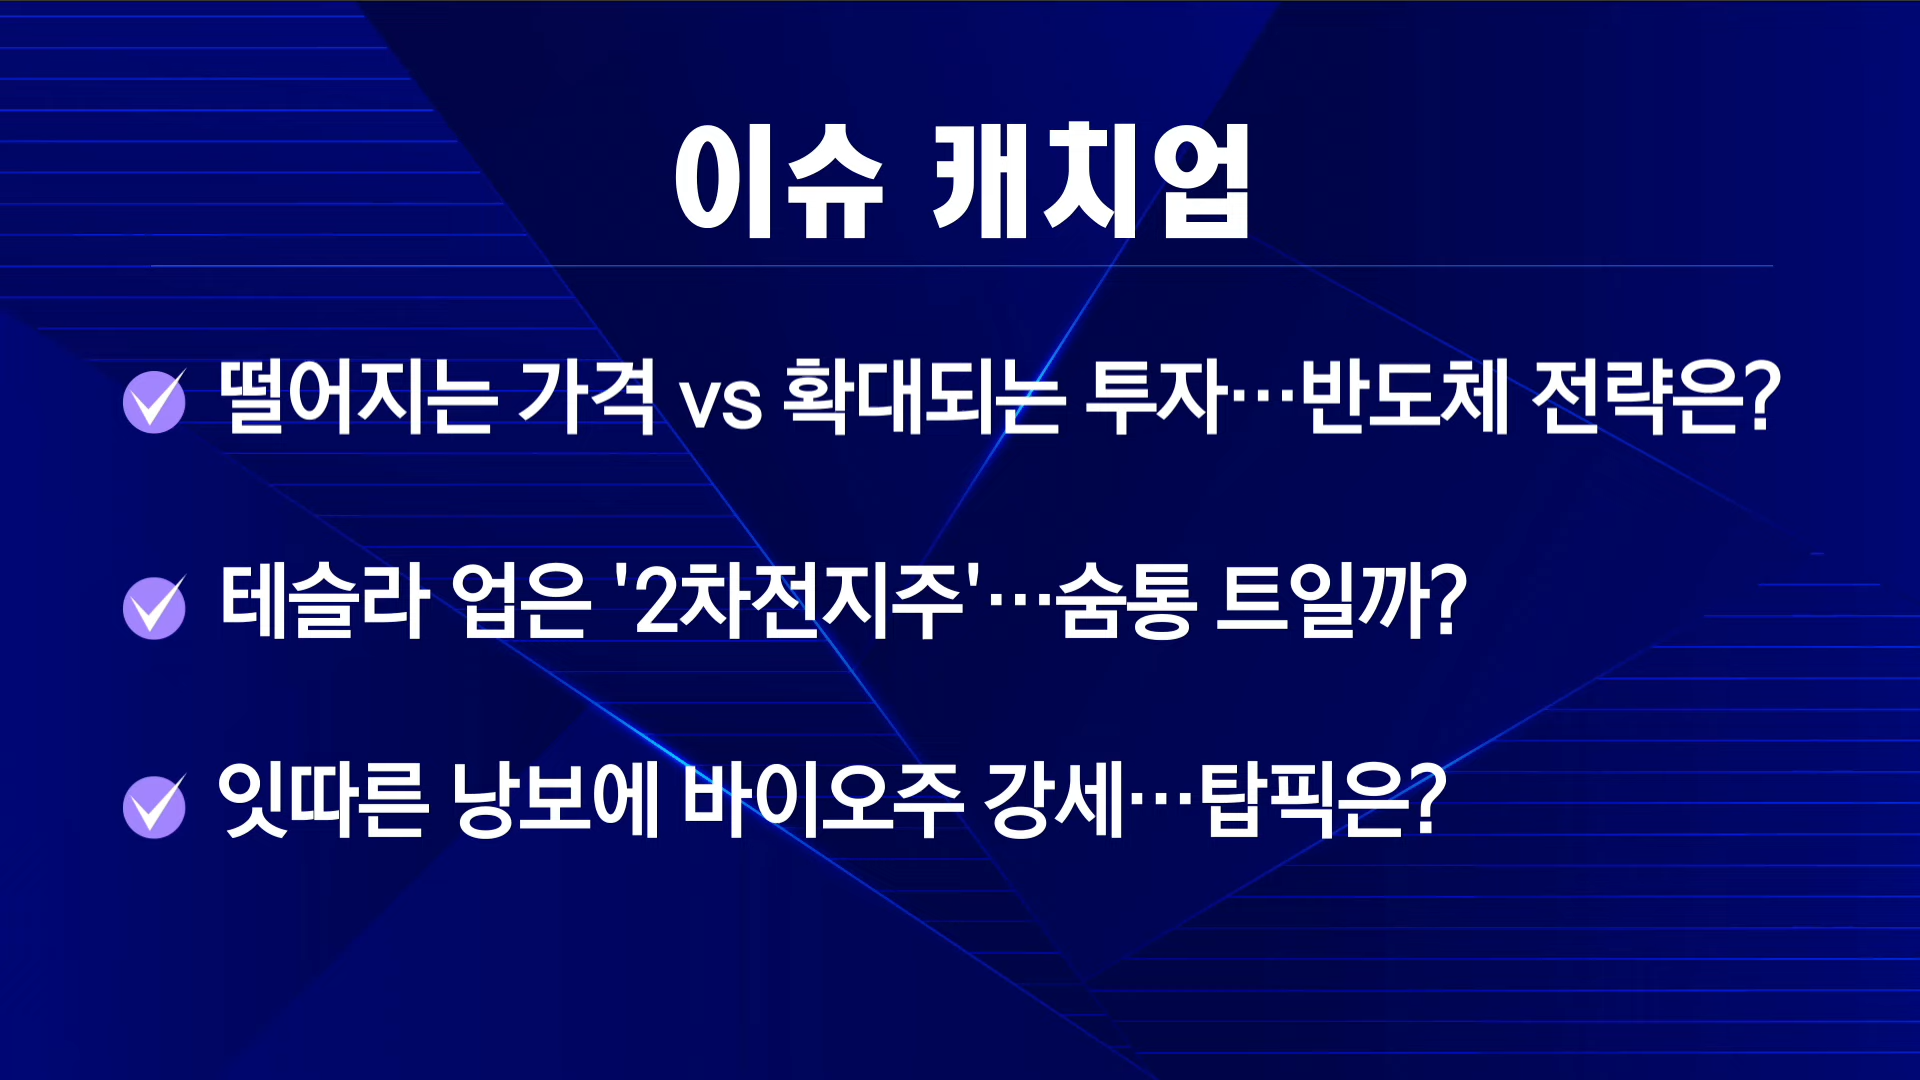 이슈 캐치업
떨어지는 가격 vs 확대되는 투자…반도체 전략은?
테슬라 업은 '2차전지주'…숨통 트일까?
잇따른 낭보에 바이오주 강세…탑픽은?